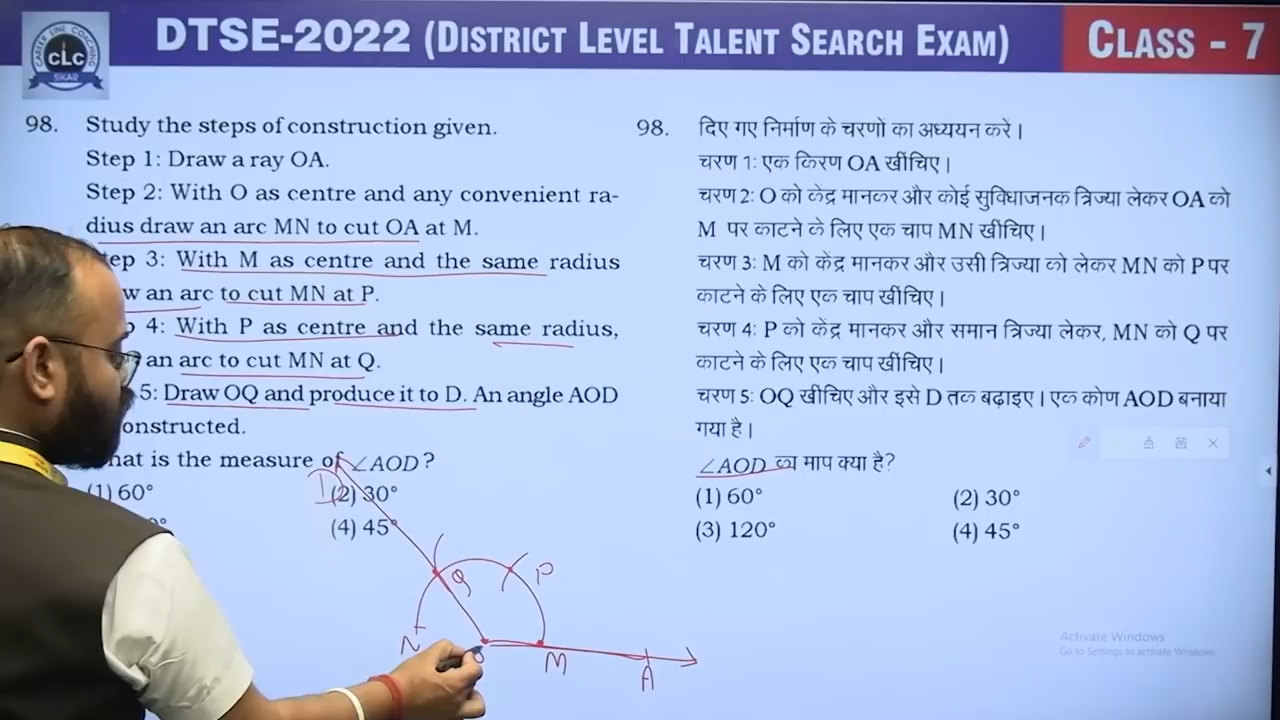 CAREER LINE COACHING
CLC
SIKAR
DTSE-2022 (DISTRICT LEVEL TALENT SEARCH EXAM)
CLASS - 7
98. Study the steps of construction given.
Step 1: Draw a ray OA.
Step 2: With O as centre and any convenient ra-
dius draw an arc MN to cut OA at M.
ep 3: With M as centre and the same radius
w an arc to cut MN at P.
4: With P as centre and the same radius,
an arc to cut MN at Q.
5: Draw OQ and produce it to D. An angle AOD
onstructed.
hat is the measure of ∠AOD?
(1) 60°
(2) 30°
(4) 45°
98. दिए गए निर्माण के चरणों का अध्ययन करें।
चरण 1: एक किरण OA खींचिए।
चरण 2: O को केंद्र मानकर और कोई सुविधाजनक त्रिज्या लेकर OA को
M पर काटने के लिए एक चाप MN खींचिए।
चरण 3: M को केंद्र मानकर और उसी त्रिज्या को लेकर MN को P पर
काटने के लिए एक चाप खींचिए।
चरण 4: P को केंद्र मानकर और समान त्रिज्या लेकर, MN को Q पर
काटने के लिए एक चाप खींचिए।
चरण 5: OQ खींचिए और इसे D तक बढ़ाइए। एक कोण AOD बनाया
गया है।
∠AOD का माप क्या है?
(1) 60° (2) 30°
(3) 120° (4) 45°
D
Q P
N M A
Activate Windows
Go to Settings to activate Windows.